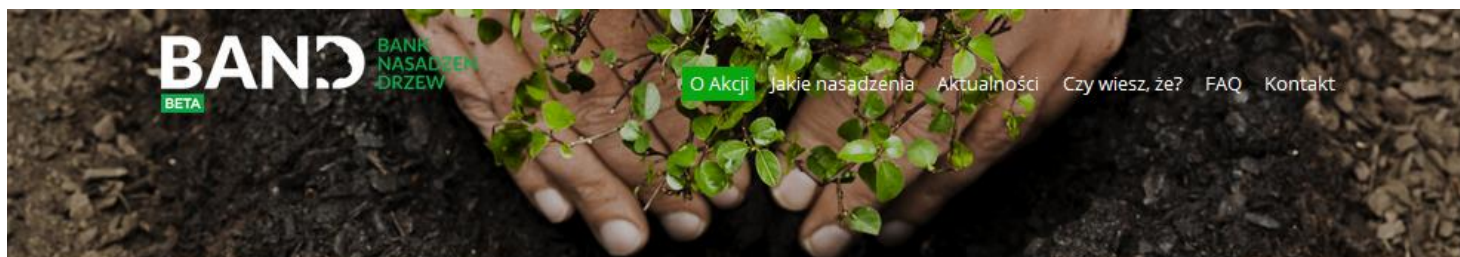 BAND
BANK
NASADZEŃ
DRZEW
BETA
O Akcji Jakie nasadzenia Aktualności Czy wiesz, że? FAQ Kontakt